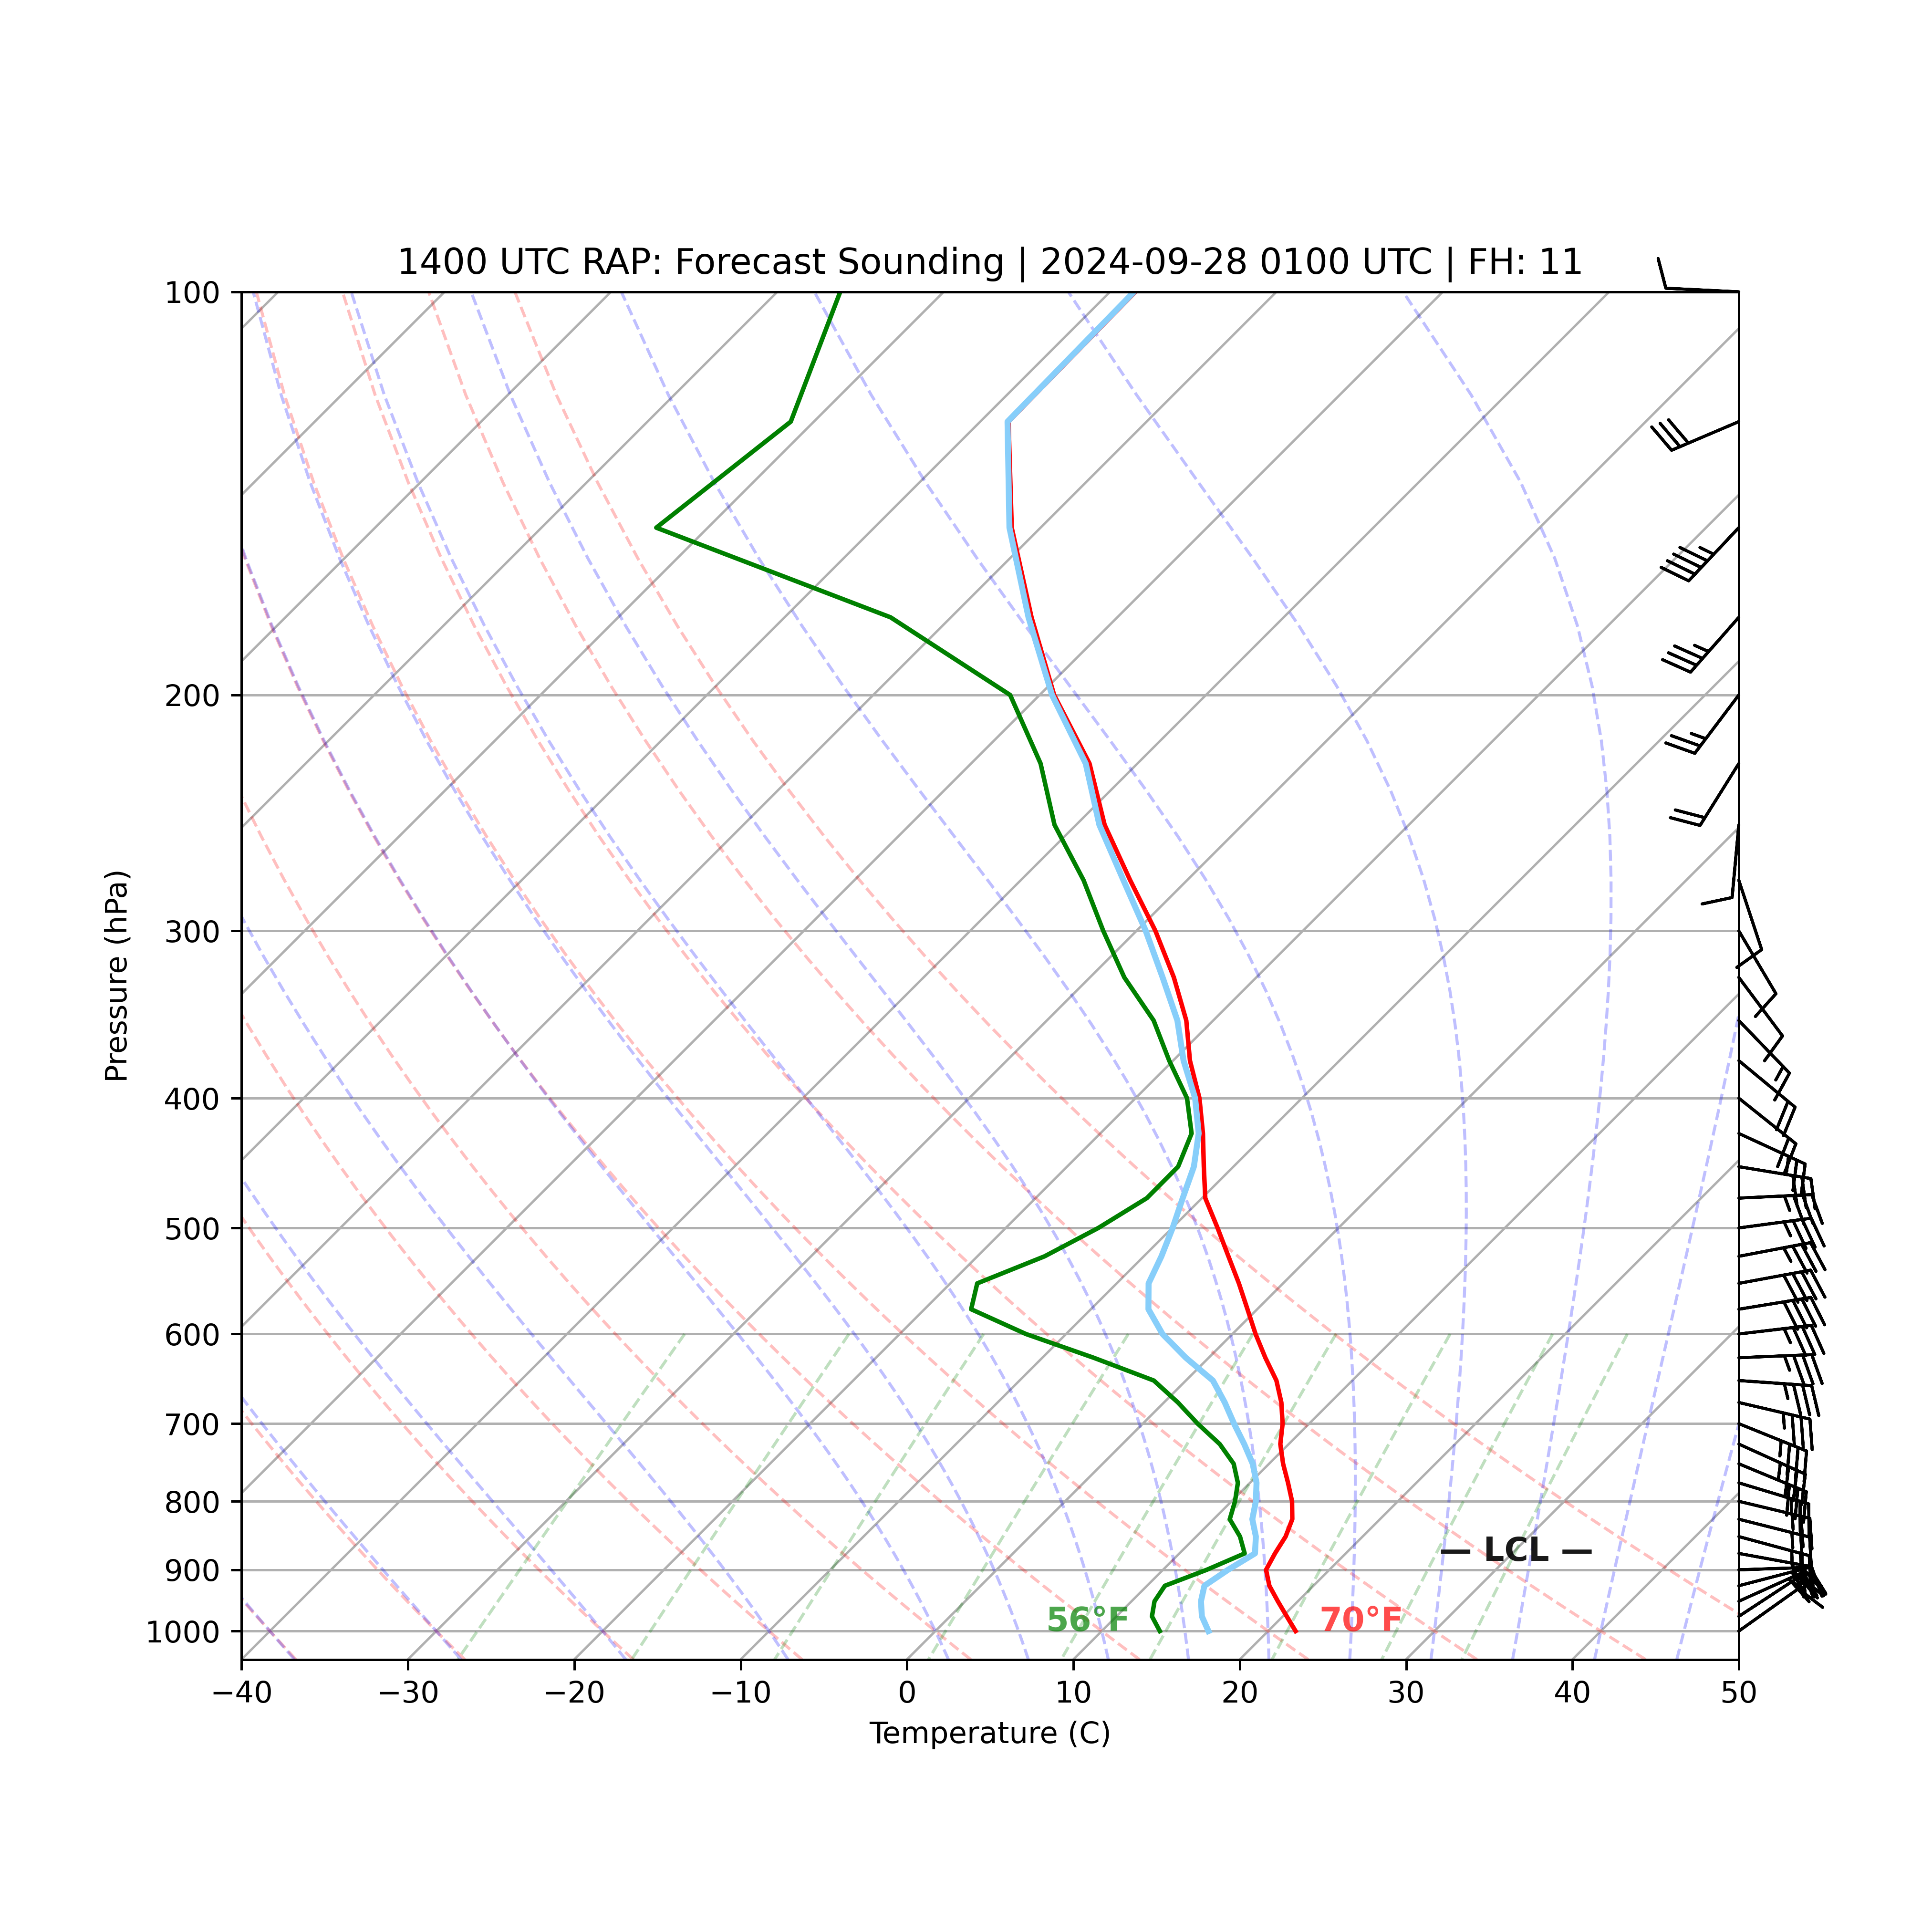 1400 UTC RAP: Forecast Sounding | 2024-09-28 0100 UTC | FH: 11
100
200
300
400
500
600
700
800
900
1000
Pressure (hPa)
— LCL —
56°F
70°F
−40 −30 −20 −10 0 10 20 30 40 50
Temperature (C)